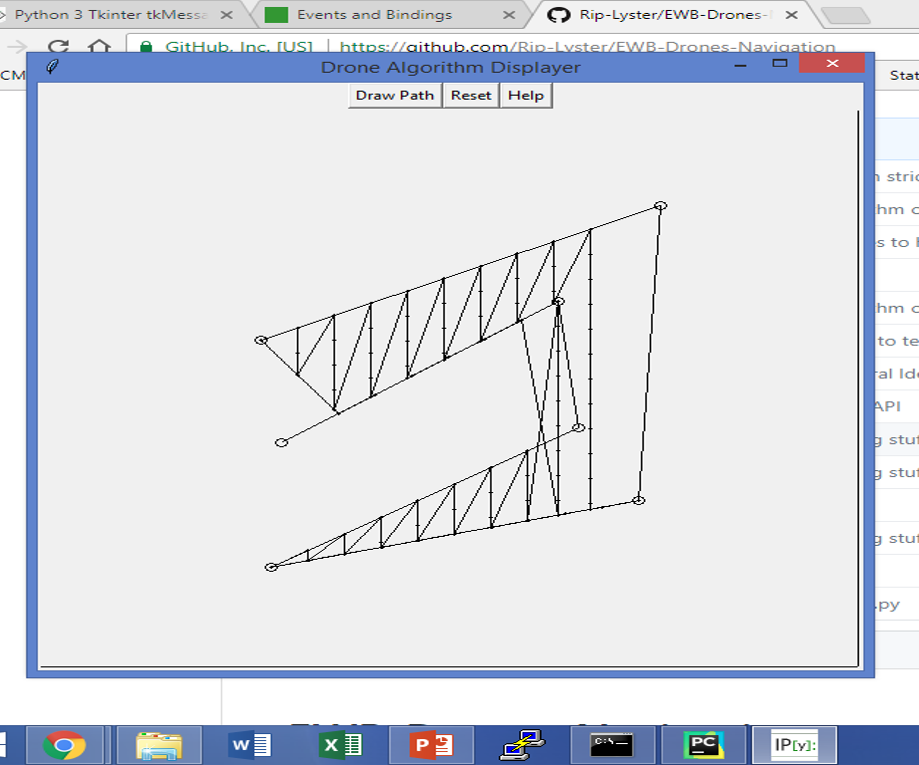 Python 3 Tkinter tkMessa
Events and Bindings
Rip-Lyster/EWB-Drones-
GitHub, Inc. [US] | https://github.com/Rip-Lyster/EWB-Drones-Navigation
CM
Stat
Drone Algorithm Displayer
Draw Path
Reset
Help
stric
hm c
s to
hm c
to te
ral Id
API
g stuf
g stuf
g stuf
.py
W
X
P
C:\
PC
IP[y]: